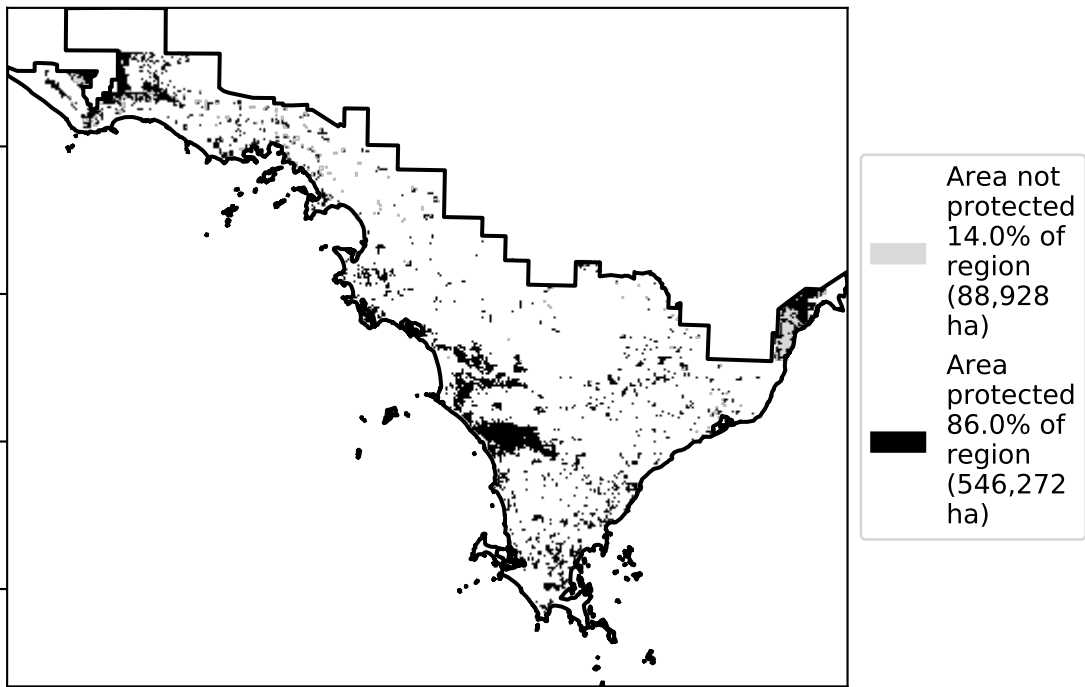 Area not
protected
14.0% of
region
(88,928
ha)
Area
protected
86.0% of
region
(546,272
ha)